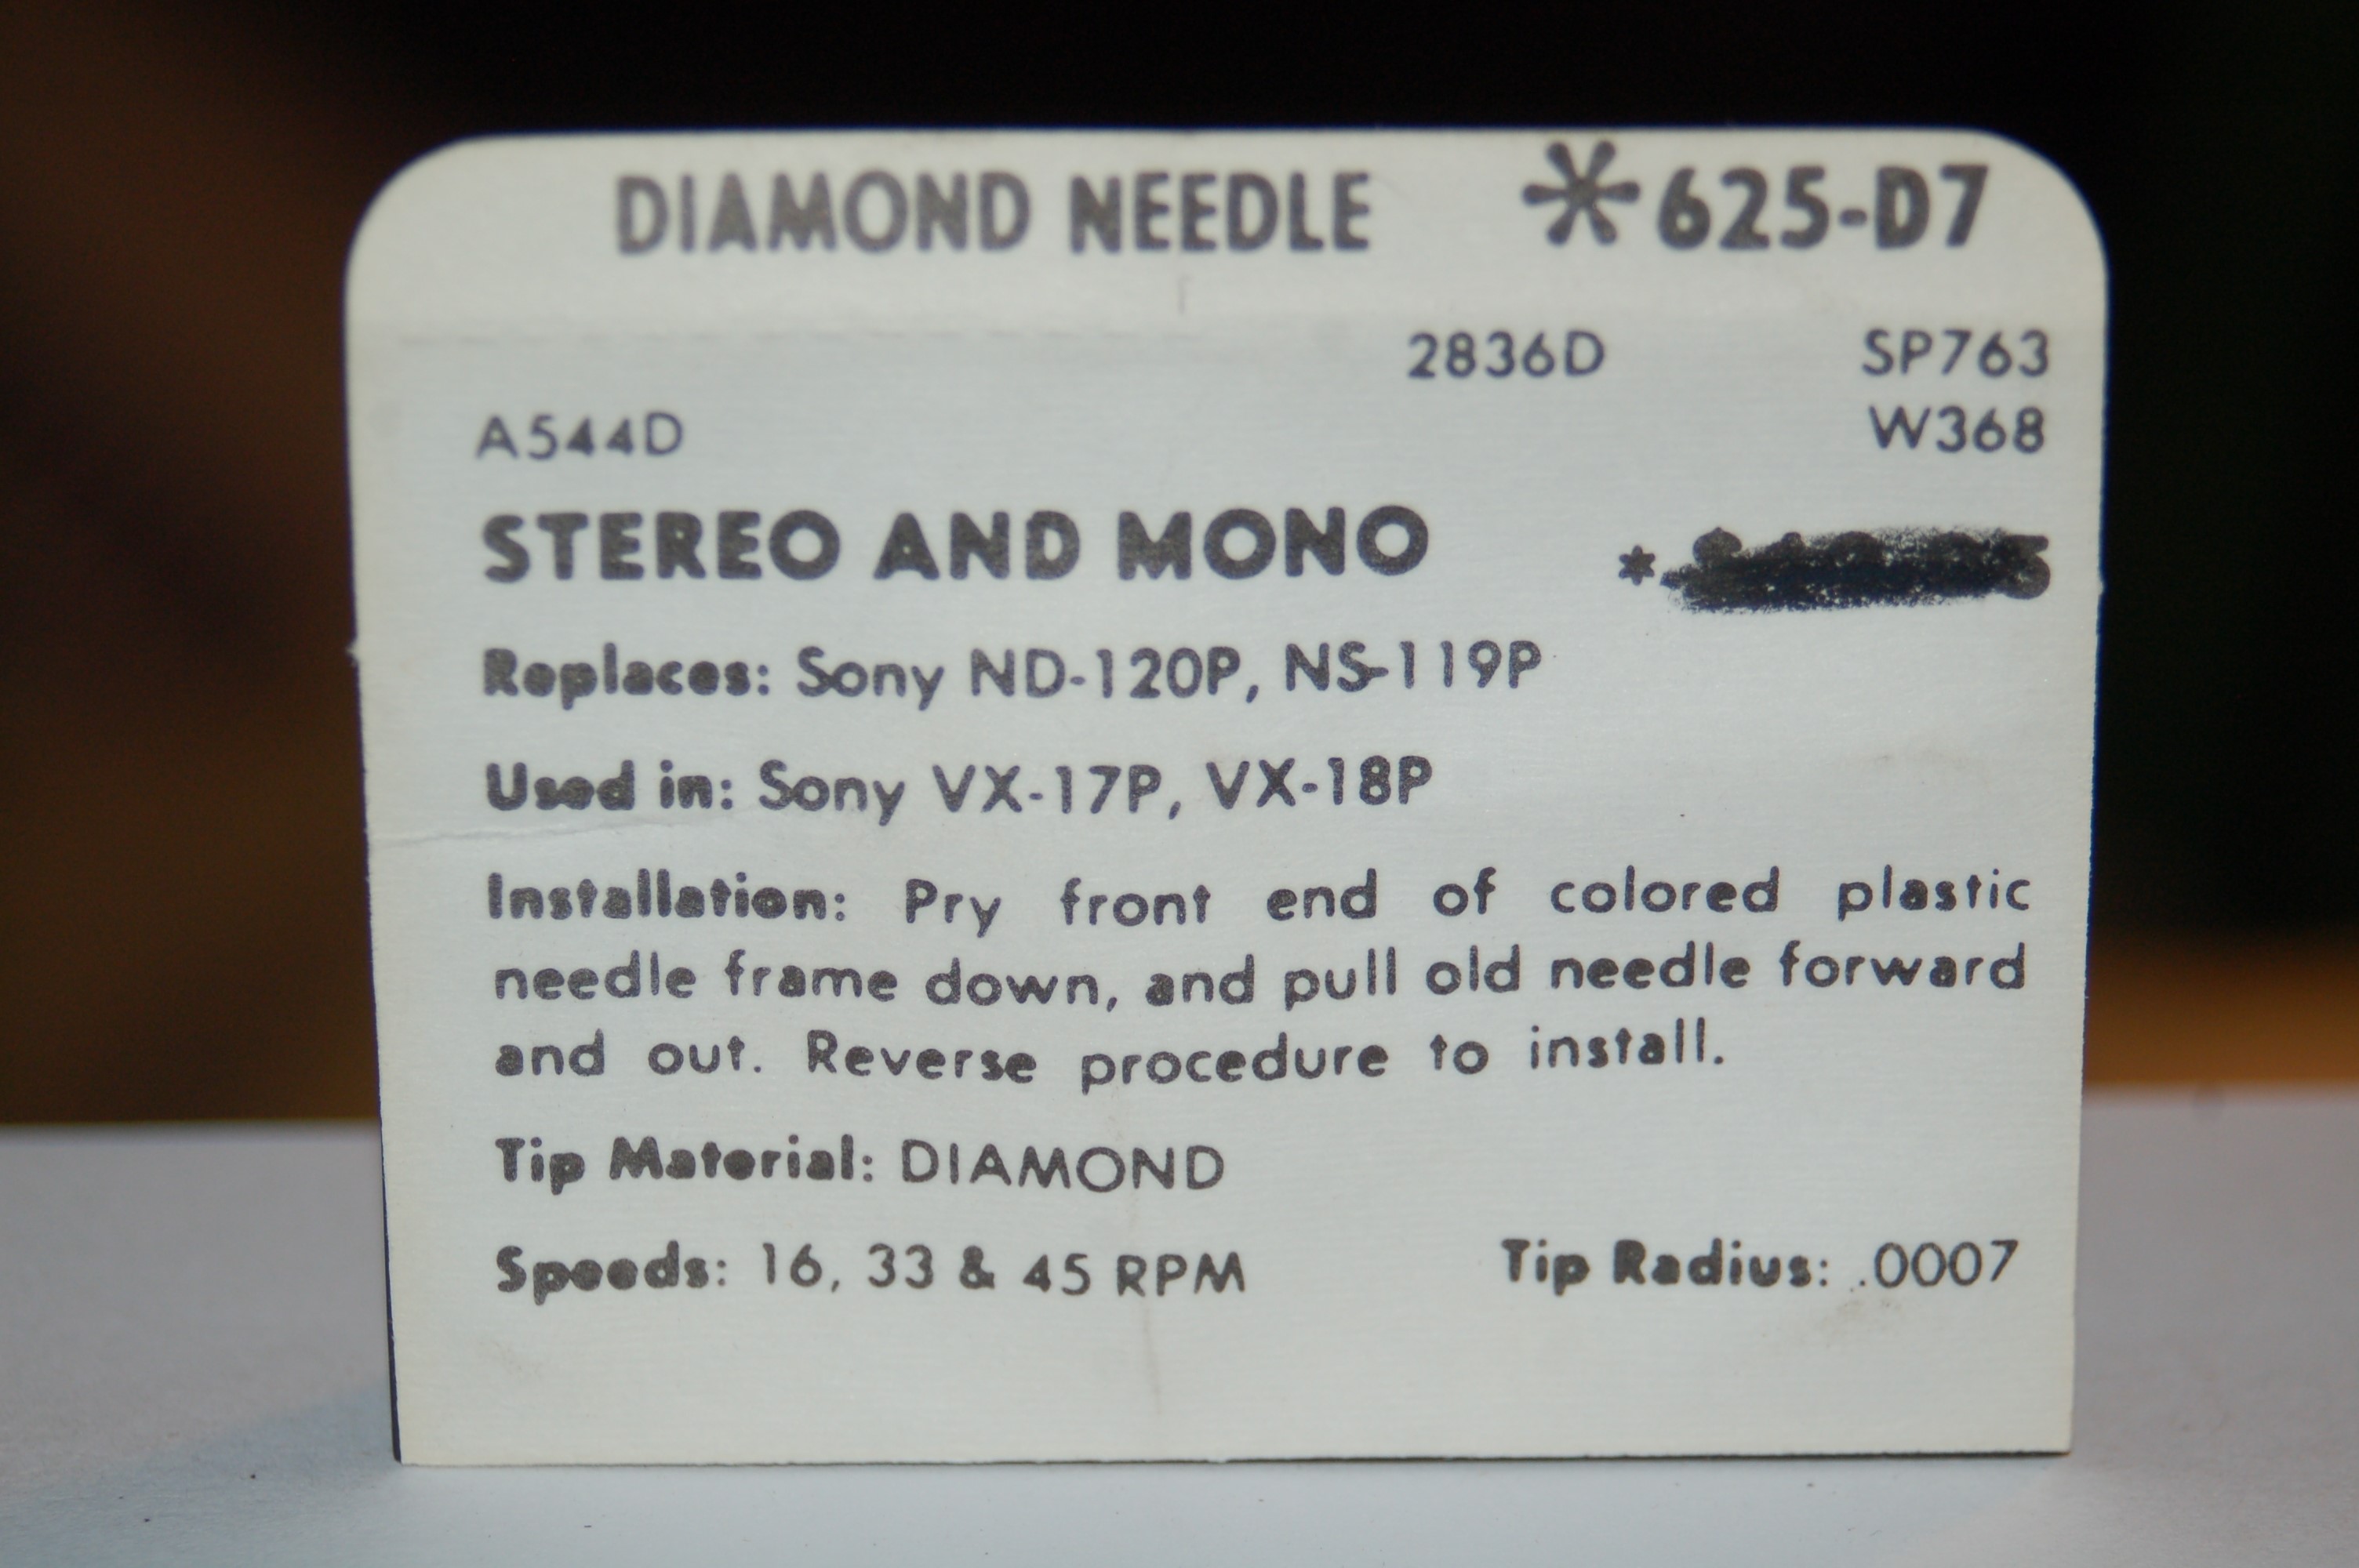 DIAMOND NEEDLE *625-D7
2836D SP763
A544D W368
STEREO AND MONO *
Replaces: Sony ND-120P, NS-119P
Used in: Sony VX-17P, VX-18P
Installation: Pry front end of colored plastic
needle frame down, and pull old needle forward
and out. Reverse procedure to install.
Tip Material: DIAMOND
Speeds: 16, 33 & 45 RPM Tip Radius: .0007